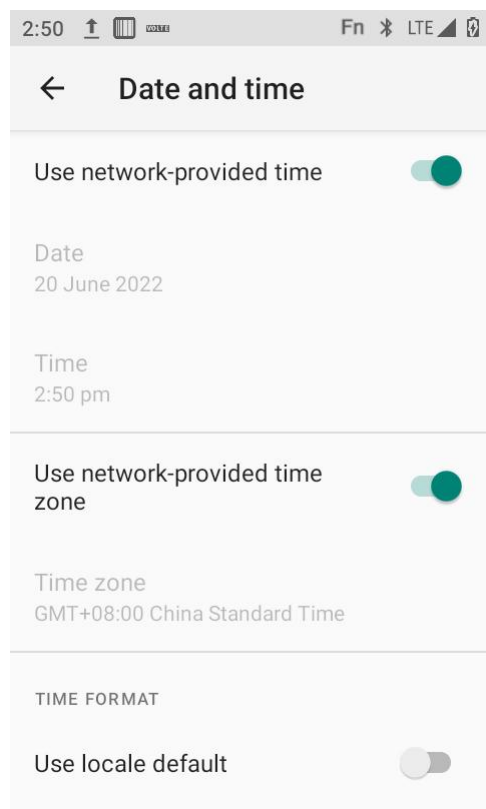 2:50 VOLTE Fn LTE
Date and time
Use network-provided time
Date
20 June 2022
Time
2:50 pm
Use network-provided time
zone
Time zone
GMT+08:00 China Standard Time
TIME FORMAT
Use locale default